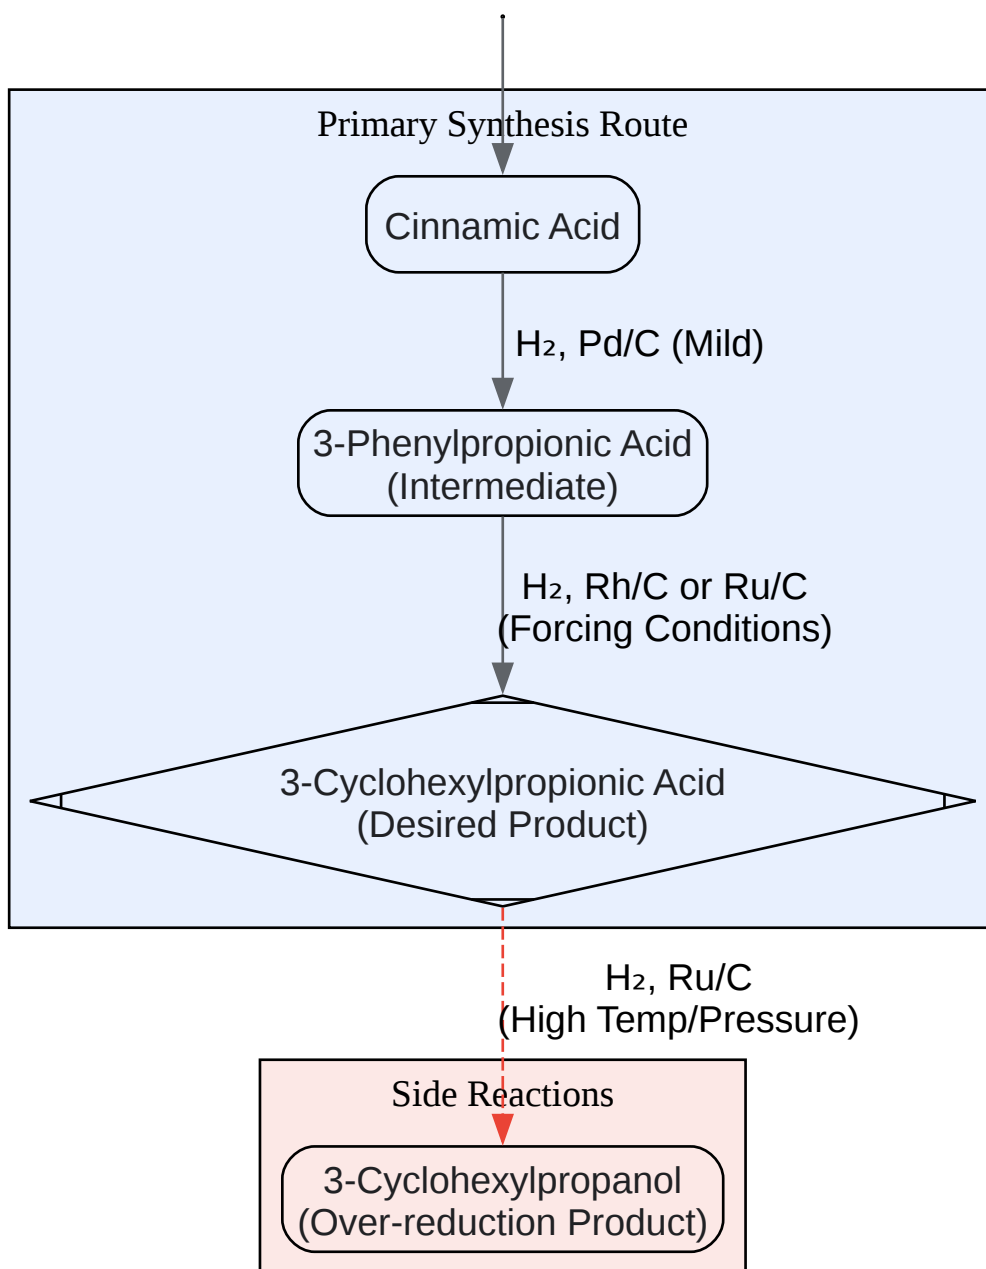 Primary Synthesis Route
Cinnamic Acid
H₂, Pd/C (Mild)
3-Phenylpropionic Acid
(Intermediate)
H₂, Rh/C or Ru/C
(Forcing Conditions)
3-Cyclohexylpropionic Acid
(Desired Product)
H₂, Ru/C
(High Temp/Pressure)
Side Reactions
3-Cyclohexylpropanol
(Over-reduction Product)